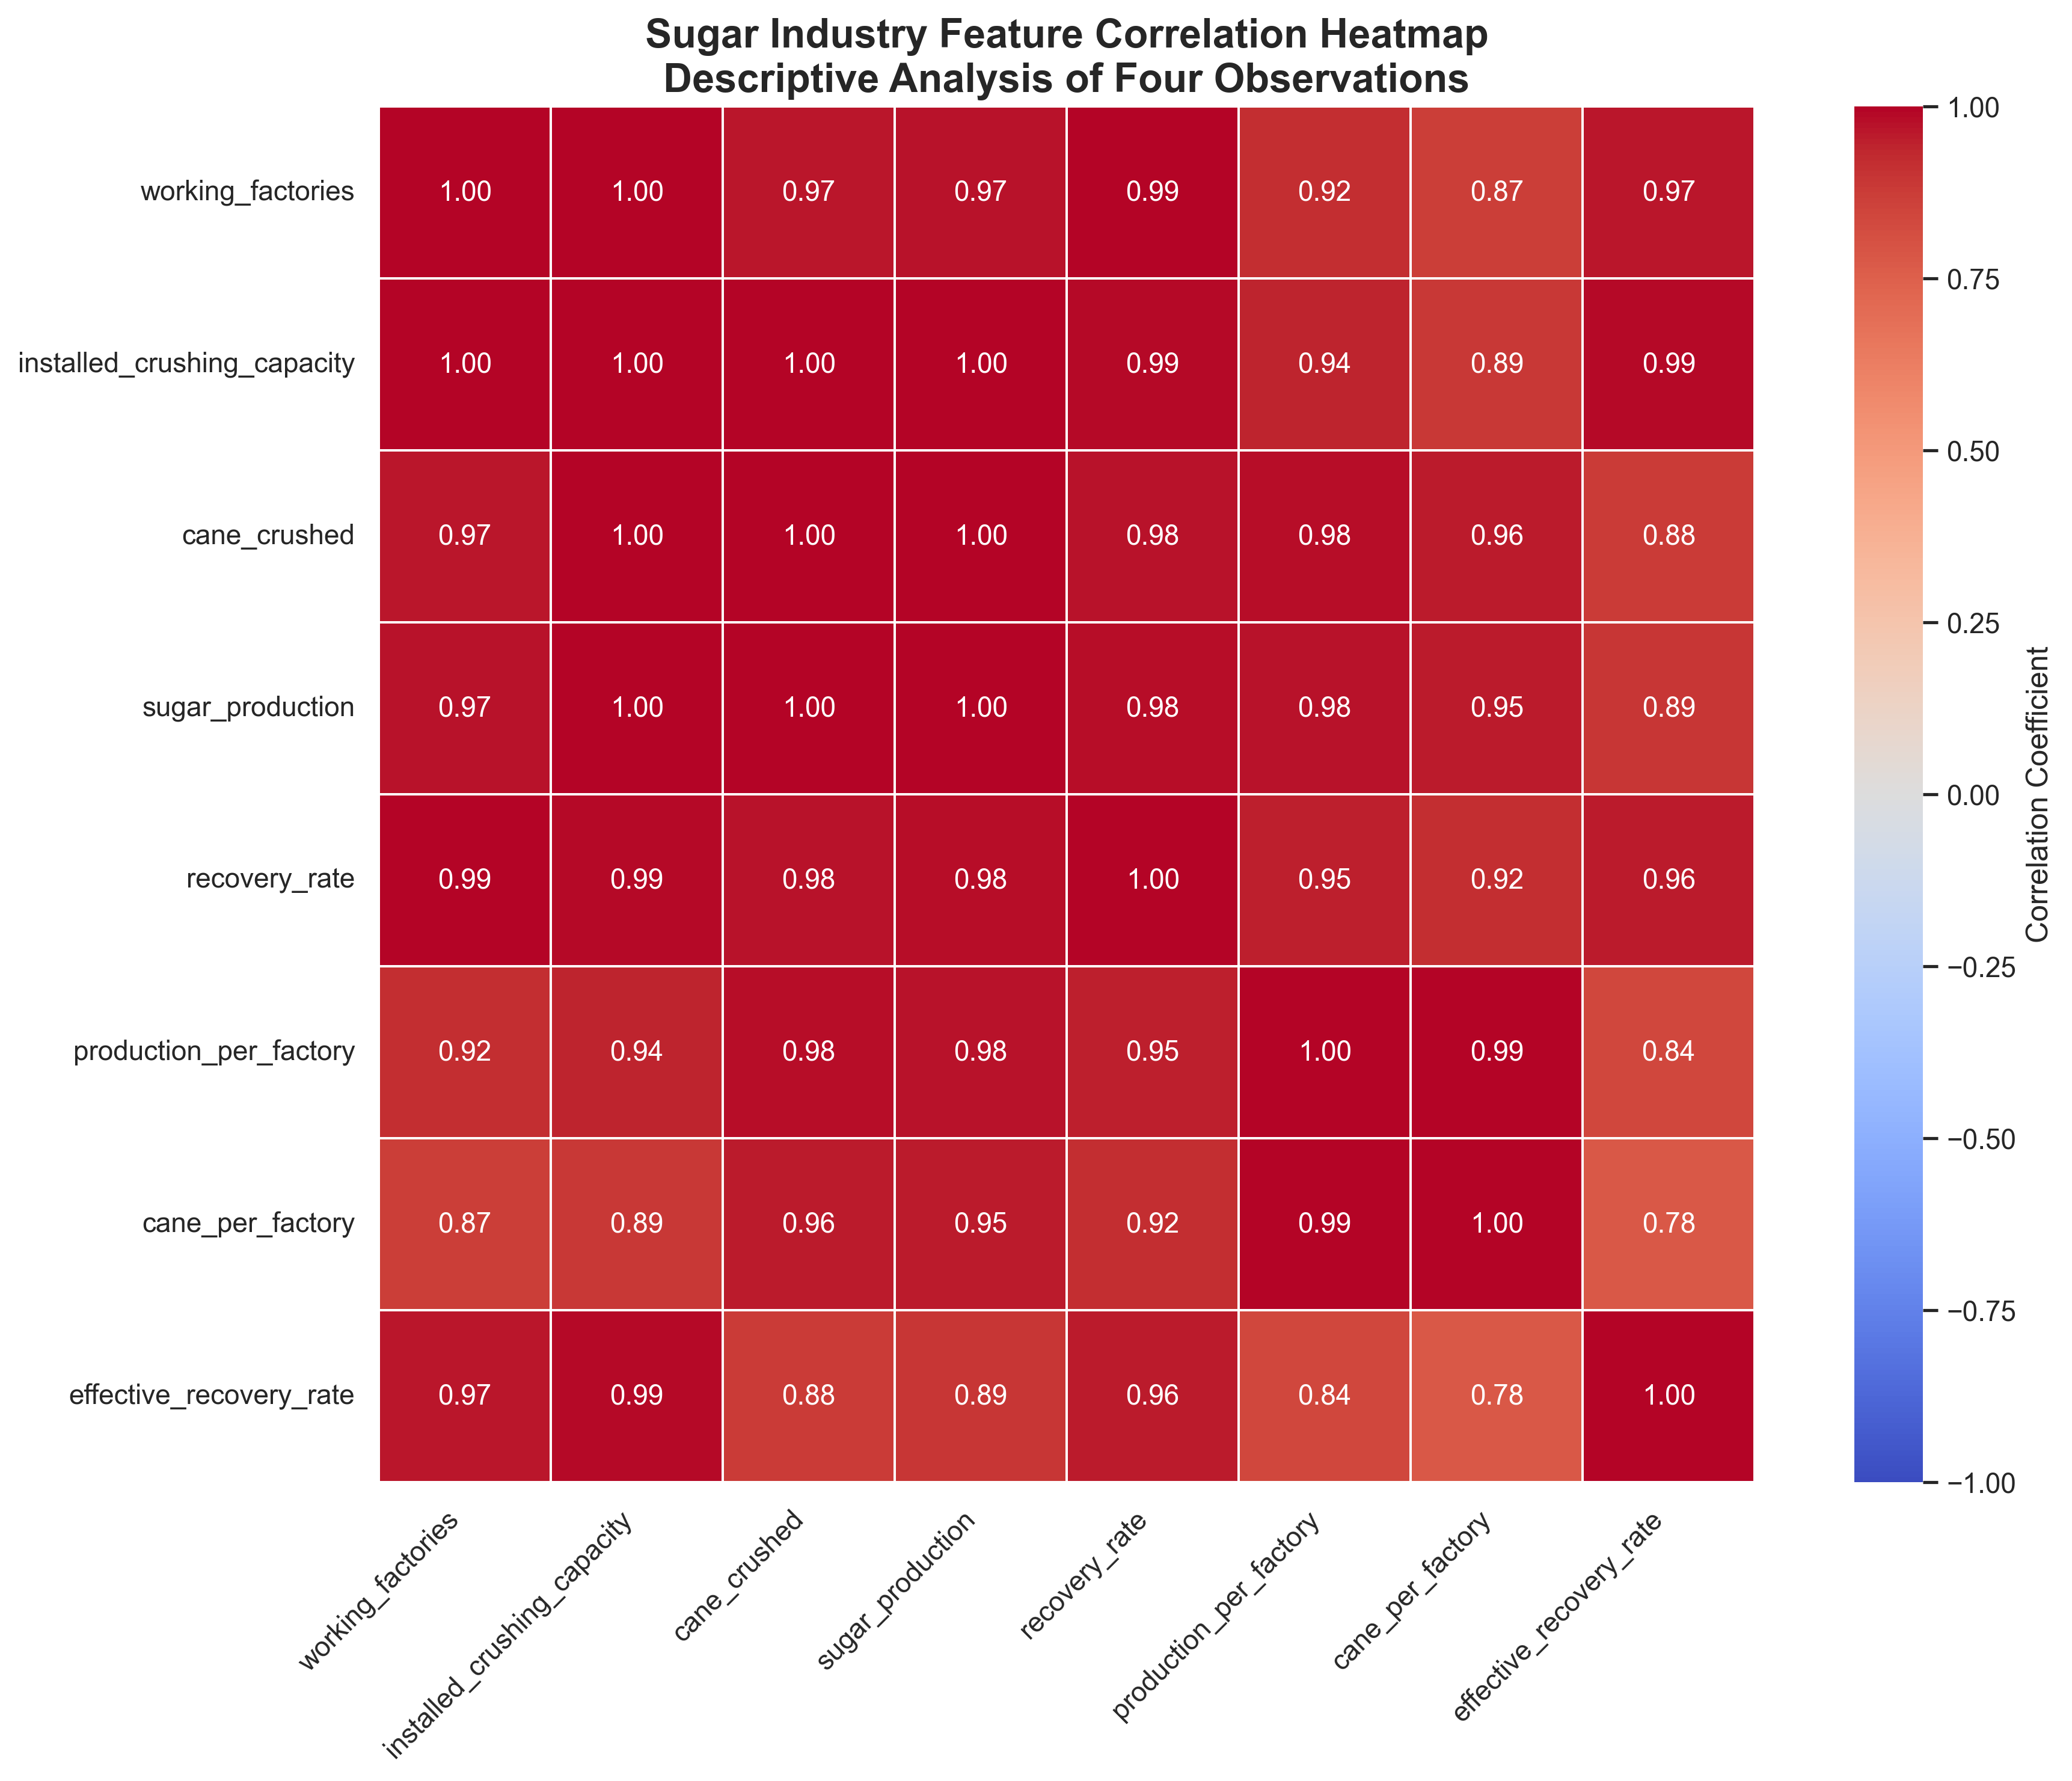 Sugar Industry Feature Correlation Heatmap
Descriptive Analysis of Four Observations
working_factories 1.00 1.00 0.97 0.97 0.99 0.92 0.87 0.97
installed_crushing_capacity 1.00 1.00 1.00 1.00 0.99 0.94 0.89 0.99
cane_crushed 0.97 1.00 1.00 1.00 0.98 0.98 0.96 0.88
sugar_production 0.97 1.00 1.00 1.00 0.98 0.98 0.95 0.89
recovery_rate 0.99 0.99 0.98 0.98 1.00 0.95 0.92 0.96
production_per_factory 0.92 0.94 0.98 0.98 0.95 1.00 0.99 0.84
cane_per_factory 0.87 0.89 0.96 0.95 0.92 0.99 1.00 0.78
effective_recovery_rate 0.97 0.99 0.88 0.89 0.96 0.84 0.78 1.00
working_factories
installed_crushing_capacity
cane_crushed
sugar_production
recovery_rate
production_per_factory
cane_per_factory
effective_recovery_rate
1.00
0.75
0.50
0.25
0.00
−0.25
−0.50
−0.75
−1.00
Correlation Coefficient